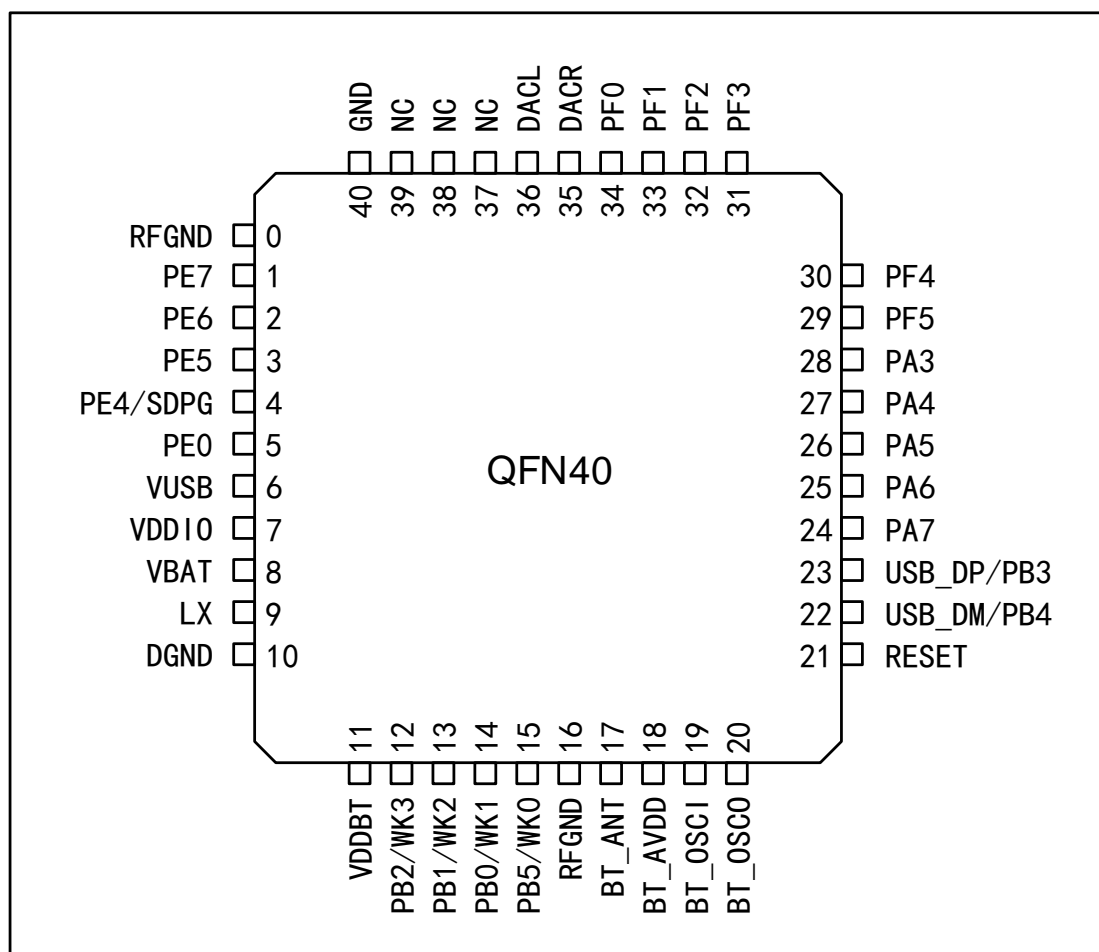 GND NC NC NC DACL DACR PF0 PF1 PF2 PF3
40 39 38 37 36 35 34 33 32 31
RFGND 0
PE7 1 30 PF4
PE6 2 29 PF5
PE5 3 28 PA3
PE4/SDPG 4 27 PA4
PE0 5 26 PA5
QFN40
VUSB 6 25 PA6
VDDIO 7 24 PA7
VBAT 8 23 USB_DP/PB3
LX 9 22 USB_DM/PB4
DGND 10 21 RESET
11 12 13 14 15 16 17 18 19 20
VDDBT PB2/WK3 PB1/WK2 PB0/WK1 PB5/WK0 RFGND BT_ANT BT_AVDD BT_OSCI BT_OSCO